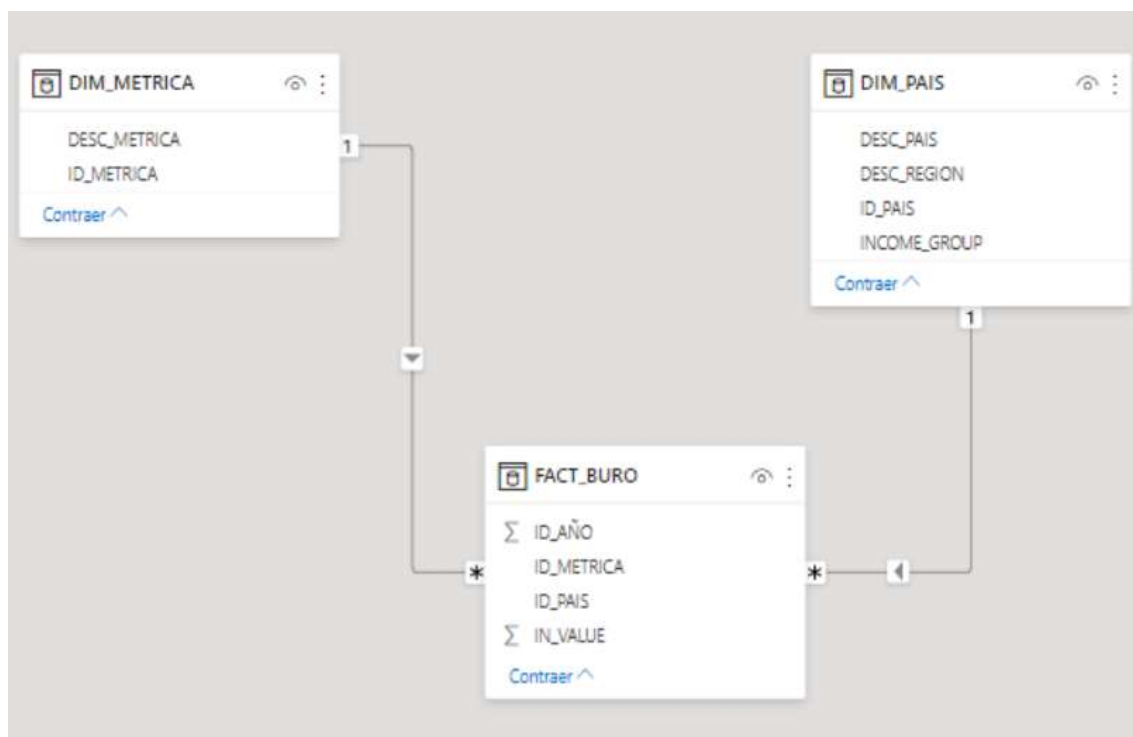 DIM_METRICA
DESC_METRICA
ID_METRICA
Contraer
1
DIM_PAIS
DESC_PAIS
DESC_REGION
ID_PAIS
INCOME_GROUP
Contraer
1
FACT_BURO
Σ ID_AÑO
ID_METRICA
ID_PAIS
Σ IN_VALUE
Contraer
*
*